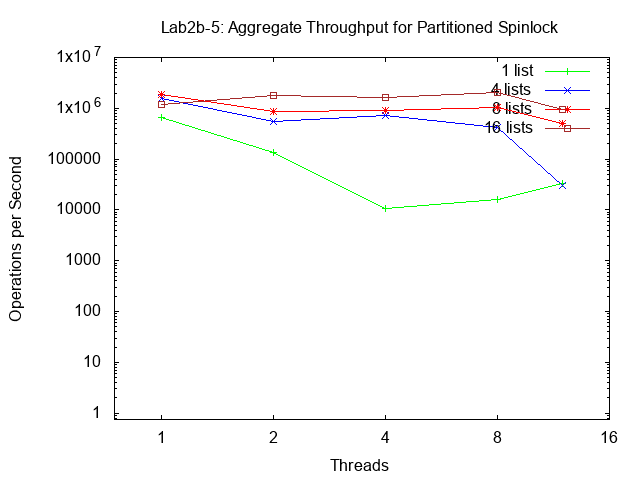 Lab2b-5: Aggregate Throughput for Partitioned Spinlock
1x10^7
1x10^6
100000
10000
1000
100
10
1
Operations per Second
1 list
4 lists
8 lists
16 lists
1 2 4 8 16
Threads